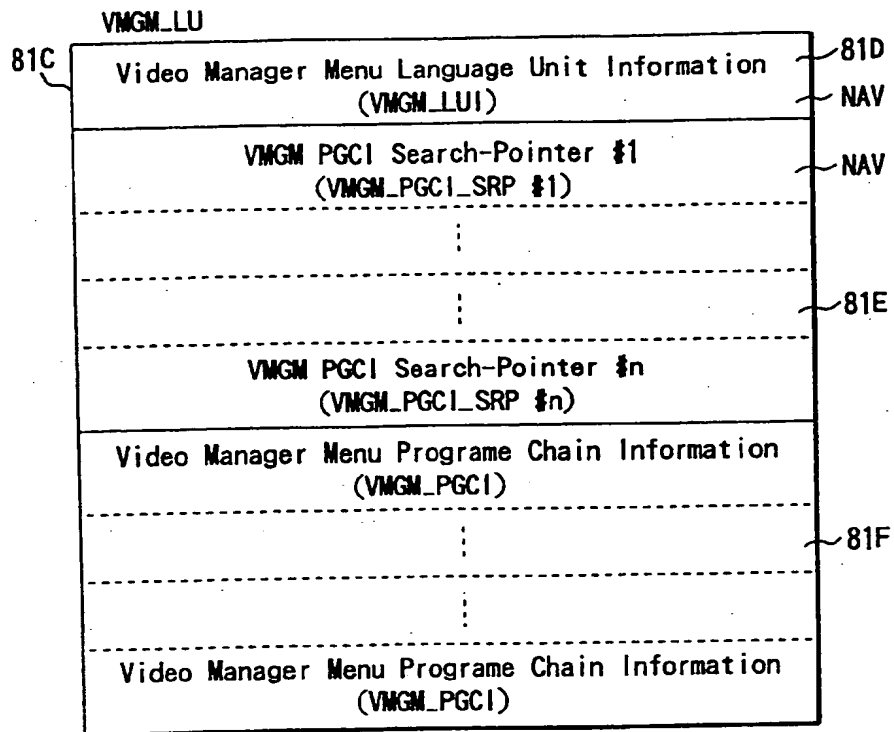 VMGM_LU
81C
Video Manager Menu Language Unit Information
81D
(VMGM_LUI)
NAV
VMGM PGCI Search-Pointer #1
NAV
(VMGM_PGCI_SRP #1)
81E
VMGM PGCI Search-Pointer #n
(VMGM_PGCI_SRP #n)
Video Manager Menu Programe Chain Information
(VMGM_PGCI)
81F
Video Manager Menu Programe Chain Information
(VMGM_PGCI)